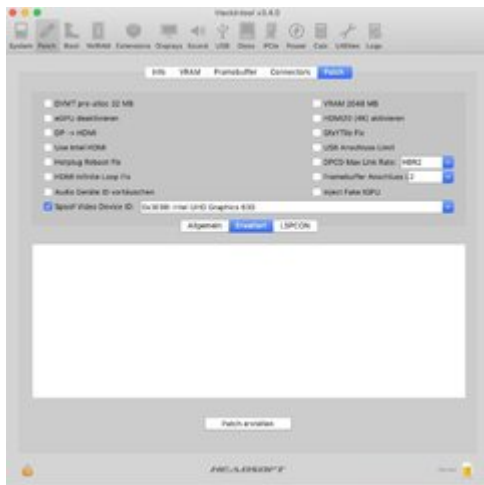 Hackintool v3.4.0
System Patch Boot NVRAM Extensions Displays Sound USB Disks PCIe Power Calc Utilities Logs
Info VRAM Framebuffer Connectors Patch
DVMT pre-alloc 32 MB VRAM 2048 MB
eGPU deaktivieren HDMI20 (4K) aktivieren
DP -> HDMI GfxYTile Fix
Use Intel HDMI USB Anschluss-Limit
Hotplug Reboot Fix DPCD Max Link Rate: HBR2
HDMI Infinite Loop Fix Framebuffer Anschluss L2
Audio Geräte ID vortäuschen Inject Fake IGPU
Spoof Video Device ID: Intel UHD Graphics 630
Allgemein Erweitert LSPCON
Patch erstellen
HEADSOFT